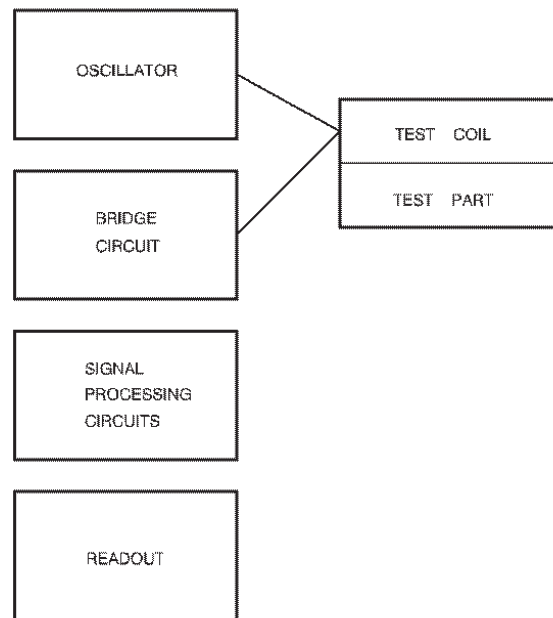 OSCILLATOR
TEST COIL
TEST PART
BRIDGE
CIRCUIT
SIGNAL
PROCESSING
CIRCUITS
READOUT